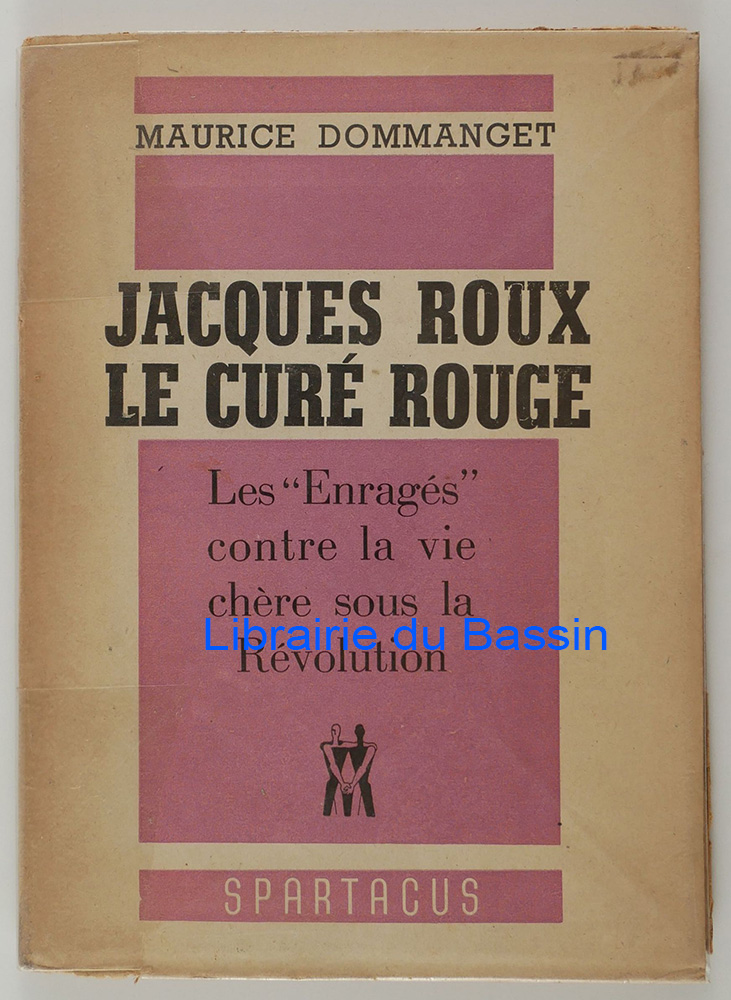 MAURICE DOMMANGET
JACQUES ROUX
LE CURÉ ROUGE
Les “Enragés”
contre la vie
chère sous la
Librairie du Bassin
Révolution
SPARTACUS